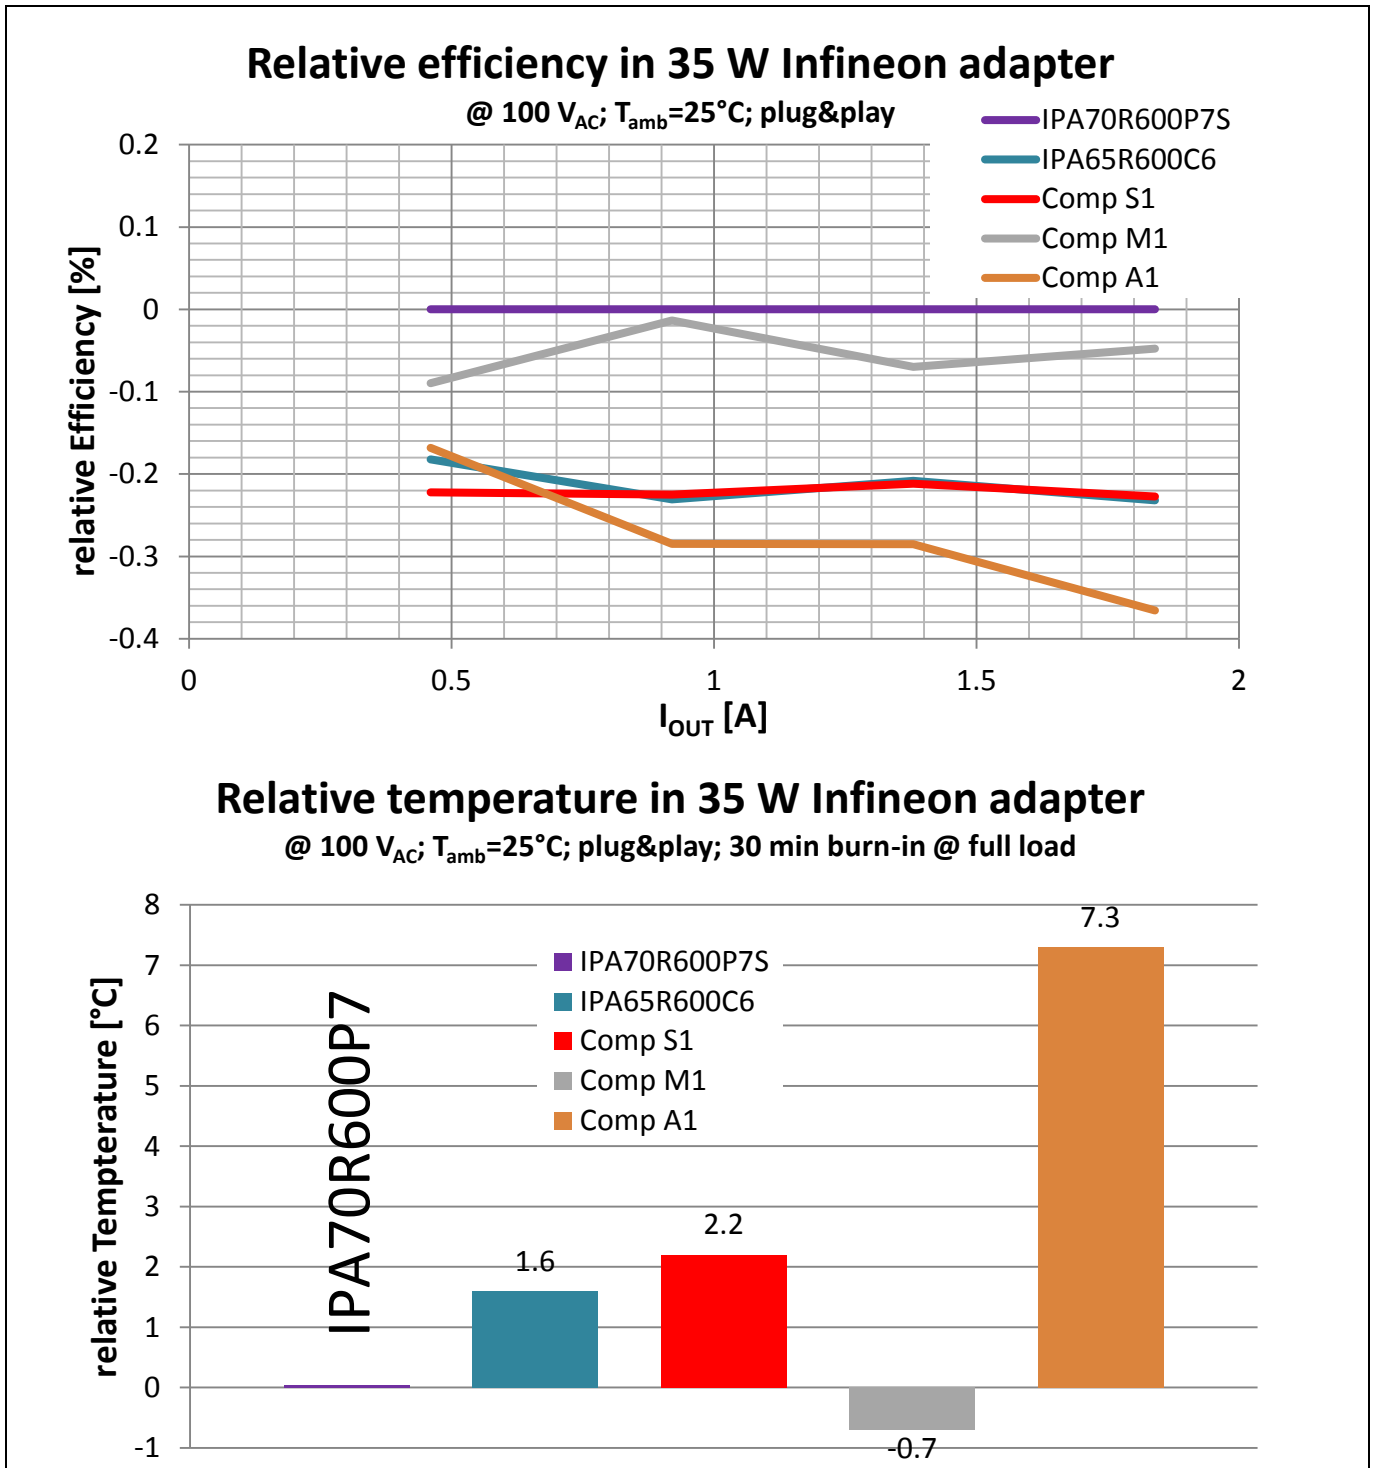 Relative efficiency in 35 W Infineon adapter
@ 100 VAC; Tamb=25°C; plug&play
IPA70R600P7S
IPA65R600C6
Comp S1
Comp M1
Comp A1
relative Efficiency [%]
0.2
0.1
0
-0.1
-0.2
-0.3
-0.4
0
0.5
1
1.5
2
IOUT [A]
Relative temperature in 35 W Infineon adapter
@ 100 VAC; Tamb=25°C; plug&play; 30 min burn-in @ full load
relative Tempterature [°C]
8
7
6
5
4
3
2
1
0
-1
IPA70R600P7S
IPA65R600C6
Comp S1
Comp M1
Comp A1
IPA70R600P7
1.6
2.2
-0.7
7.3